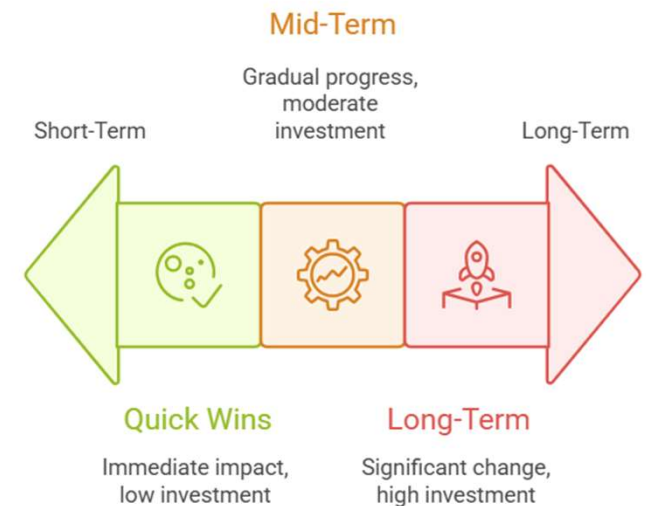 Mid-Term
Gradual progress,
moderate
investment
Short-Term
Long-Term
Quick Wins
Immediate impact,
low investment
Long-Term
Significant change,
high investment